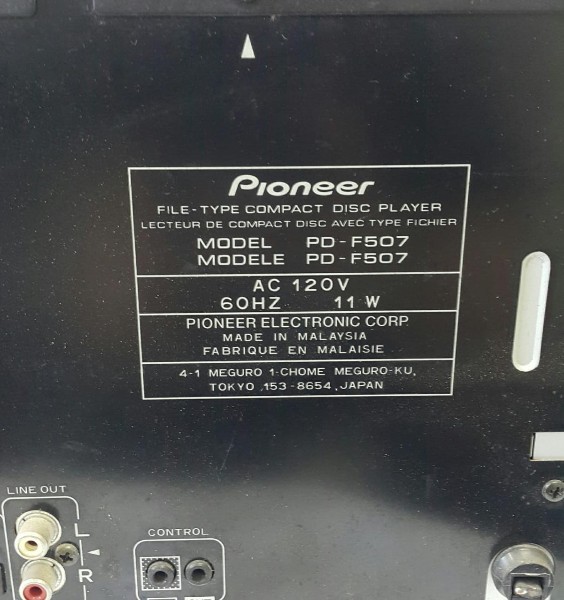 Pioneer
FILE-TYPE COMPACT DISC PLAYER
LECTEUR DE COMPACT DISC AVEC TYPE FICHIER
MODEL PD-F507
MODELE PD-F507
AC 120V
60HZ 11 W
PIONEER ELECTRONIC CORP.
MADE IN MALAYSIA
FABRIQUE EN MALAISIE
4-1 MEGURO 1-CHOME MEGURO-KU,
TOKYO ,153-8654, JAPAN
LINE OUT
L
R
CONTROL